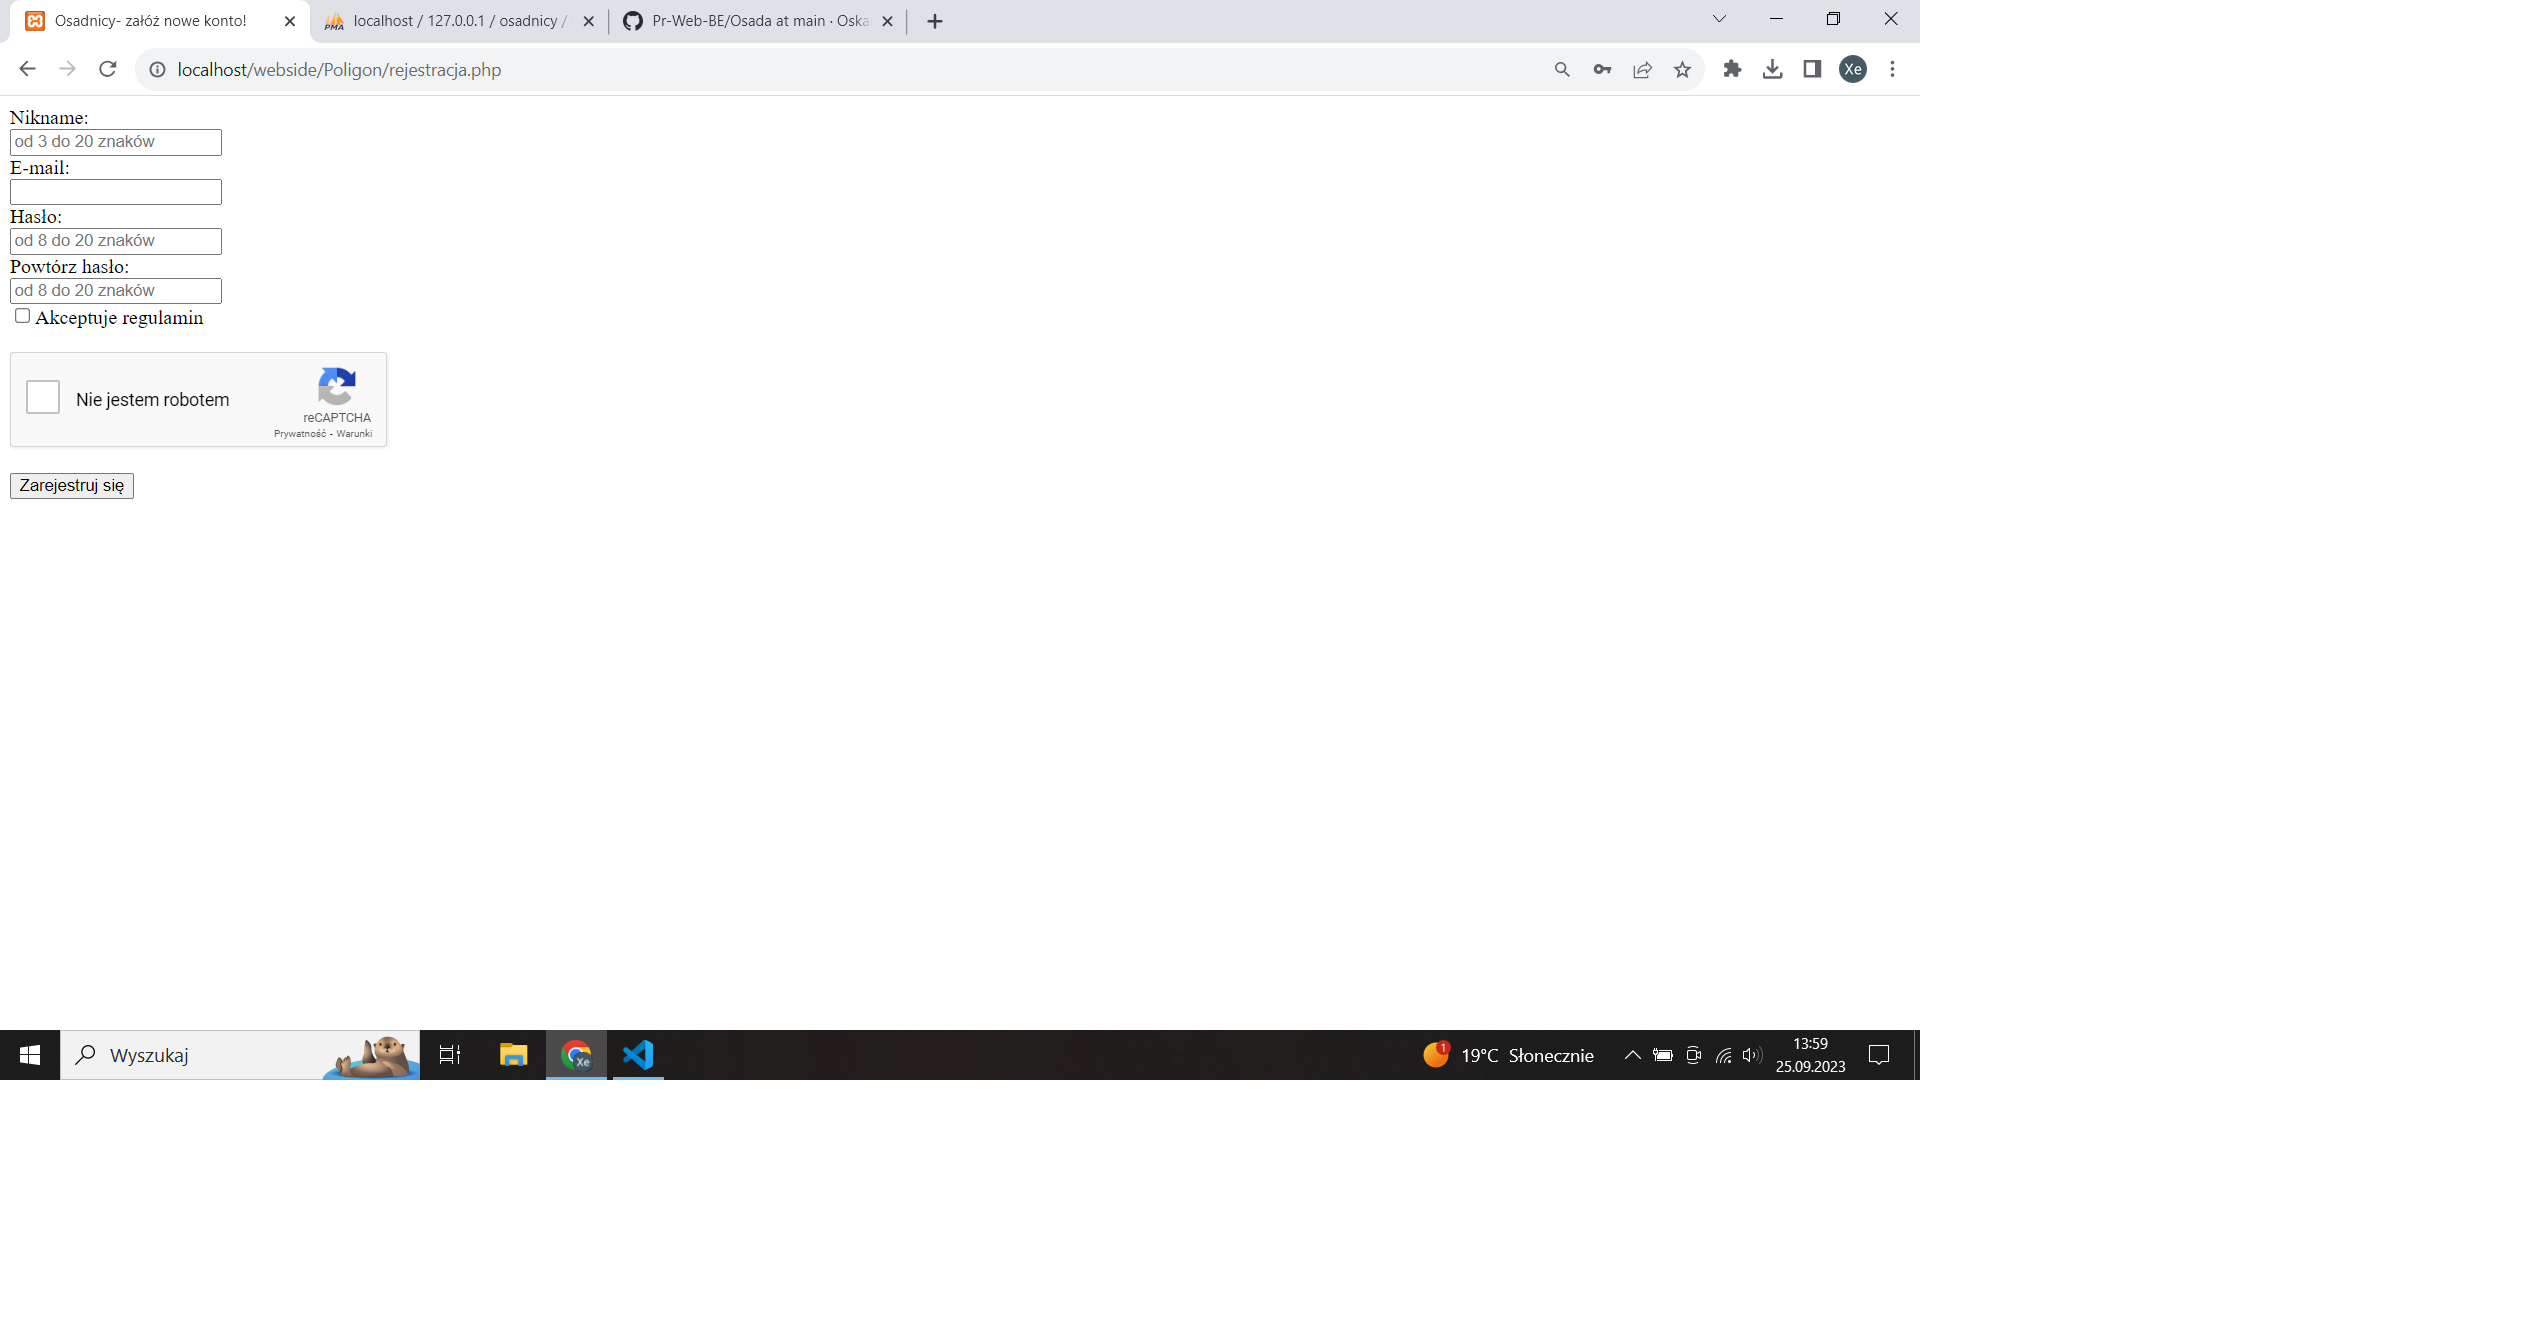 Osadnicy- załóż nowe konto!
localhost / 127.0.0.1 / osadnicy /
Pr-Web-BE/Osada at main · Oska
localhost/webside/Poligon/rejestracja.php
Xe
Nikname:
od 3 do 20 znaków
E-mail:
Hasło:
od 8 do 20 znaków
Powtórz hasło:
od 8 do 20 znaków
Akceptuje regulamin
Nie jestem robotem
reCAPTCHA
Prywatność - Warunki
Zarejestruj się
Wyszukaj
Xe
1
19°C Słonecznie
13:59
25.09.2023
PMA